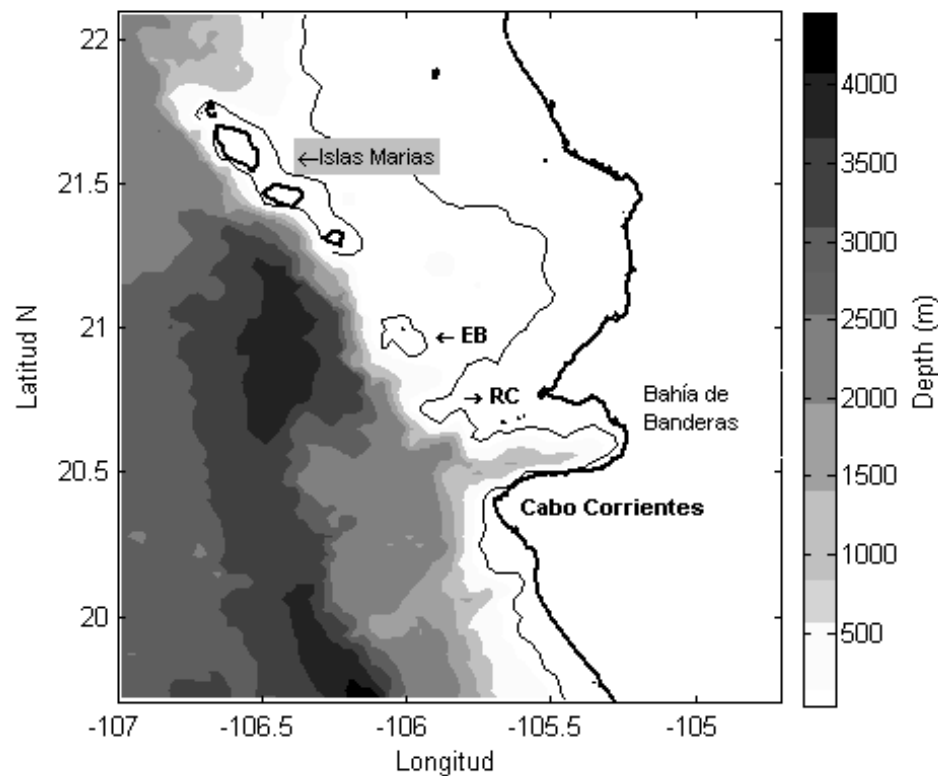 22
21.5
21
20.5
20
Latitud N
←Islas Marias
← EB
→ RC
Bahía de
Banderas
Cabo Corrientes
-107
-106.5
-106
-105.5
-105
Longitud
4000
3500
3000
2500
2000
1500
1000
500
Depth (m)